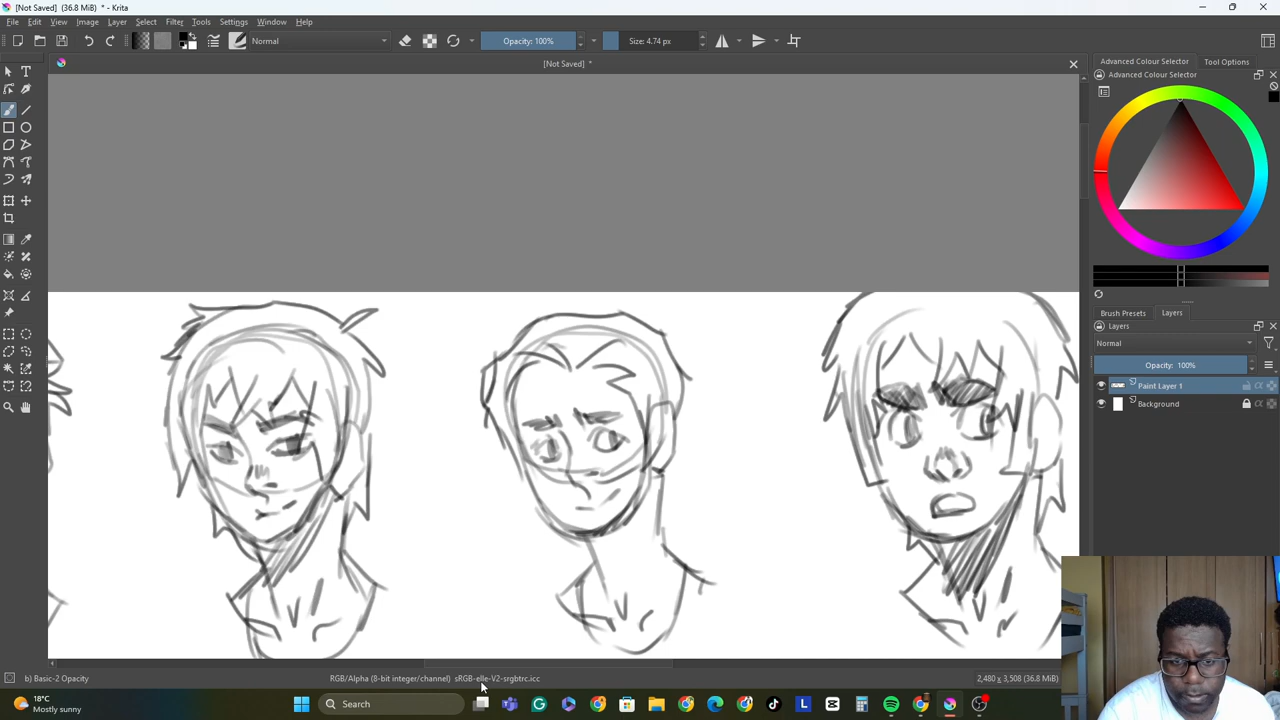 [Not Saved] (36.8 MiB) * - Krita
File Edit View Image Layer Select Filter Tools Settings Window Help
Normal
Opacity: 100%
Size: 4.74 px
[Not Saved] *
Advanced Colour Selector
Tool Options
Advanced Colour Selector
Brush Presets
Layers
Layers
Normal
Opacity: 100%
Paint Layer 1
Background
b) Basic-2 Opacity
RGB/Alpha (8-bit integer/channel) sRGB-elle-V2-srgbtrc.icc
2,480 x 3,508 (36.8 MiB)
18°C
Mostly sunny
Search